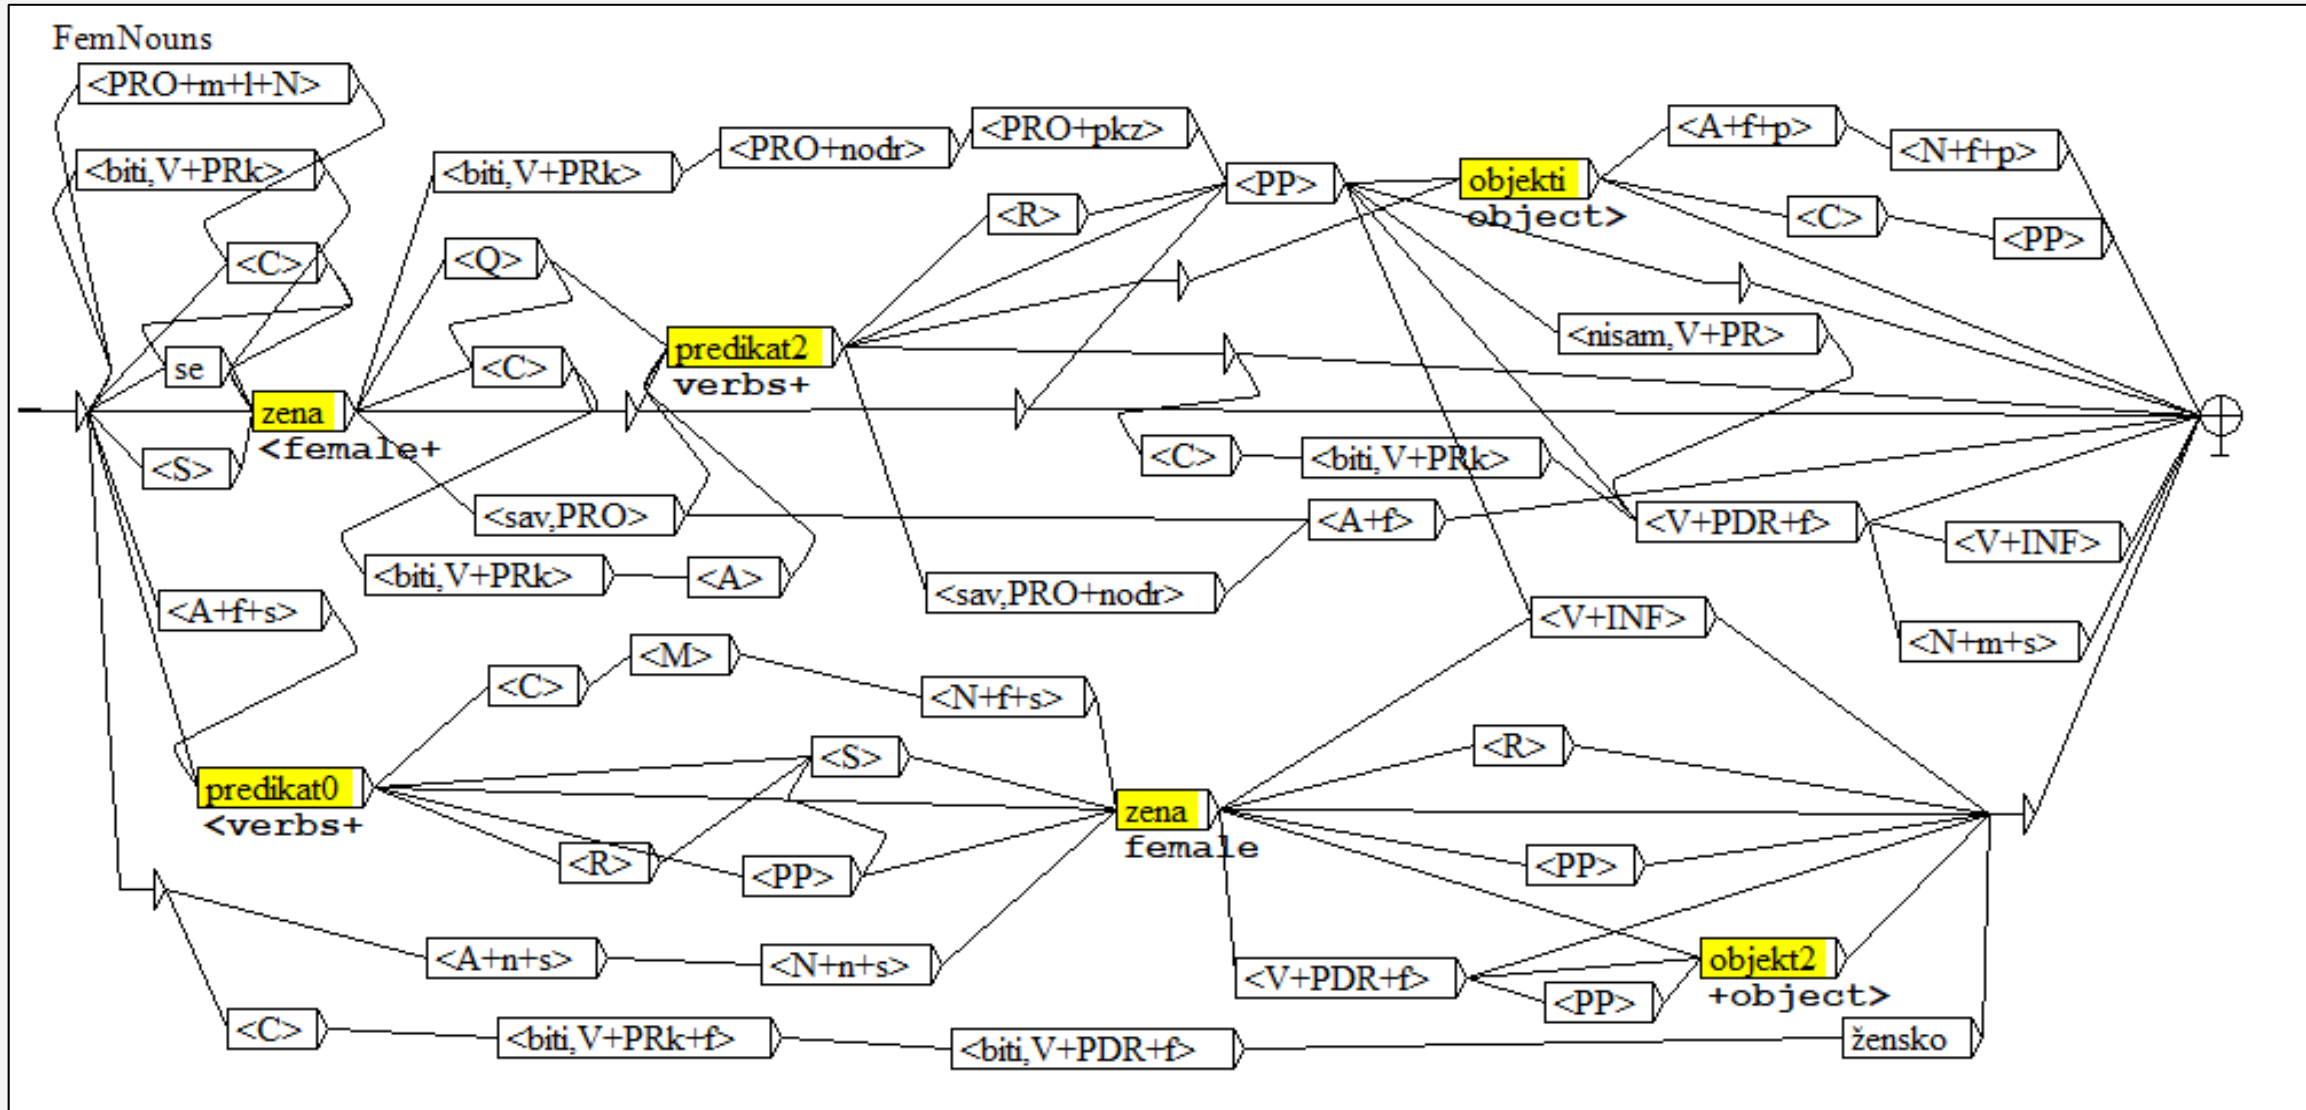 FemNouns
<PRO+m+l+N>
<biti,V+PRk>
<C>
se
zena
<female+
<S>
<A+f+s>
predikat0
<verbs+
<biti,V+PRk>
<PRO+nodr>
<PRO+pkz>
<Q>
<C>
<sav,PRO>
<biti,V+PRk>
<A>
predikat2
verbs+
<R>
<PP>
objekti
object>
<A+f+p>
<N+f+p>
<C>
<PP>
<nisam,V+PR>
<C>
<biti,V+PRk>
<A+f>
<sav,PRO+nodr>
<V+PDR+f>
<V+INF>
<N+m+s>
<V+INF>
<C>
<M>
<N+f+s>
<S>
<R>
<PP>
zena
female
<R>
<PP>
<V+PDR+f>
<PP>
objekt2
+object>
<A+n+s>
<N+n+s>
<C>
<biti,V+PRk+f>
<biti,V+PDR+f>
žensko